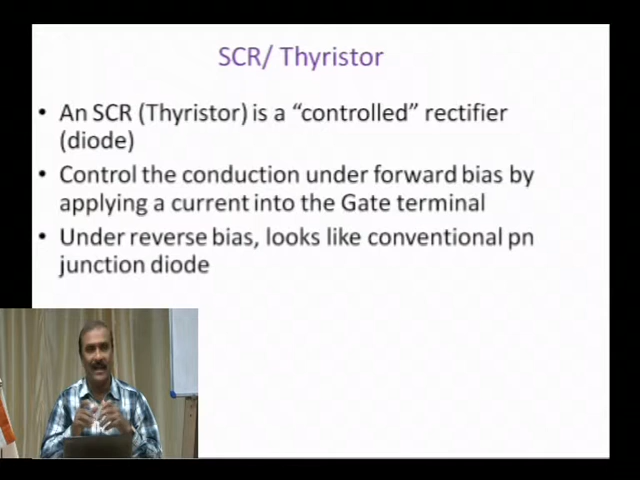 SCR/ Thyristor
• An SCR (Thyristor) is a “controlled” rectifier
(diode)
• Control the conduction under forward bias by
applying a current into the Gate terminal
• Under reverse bias, looks like conventional pn
junction diode